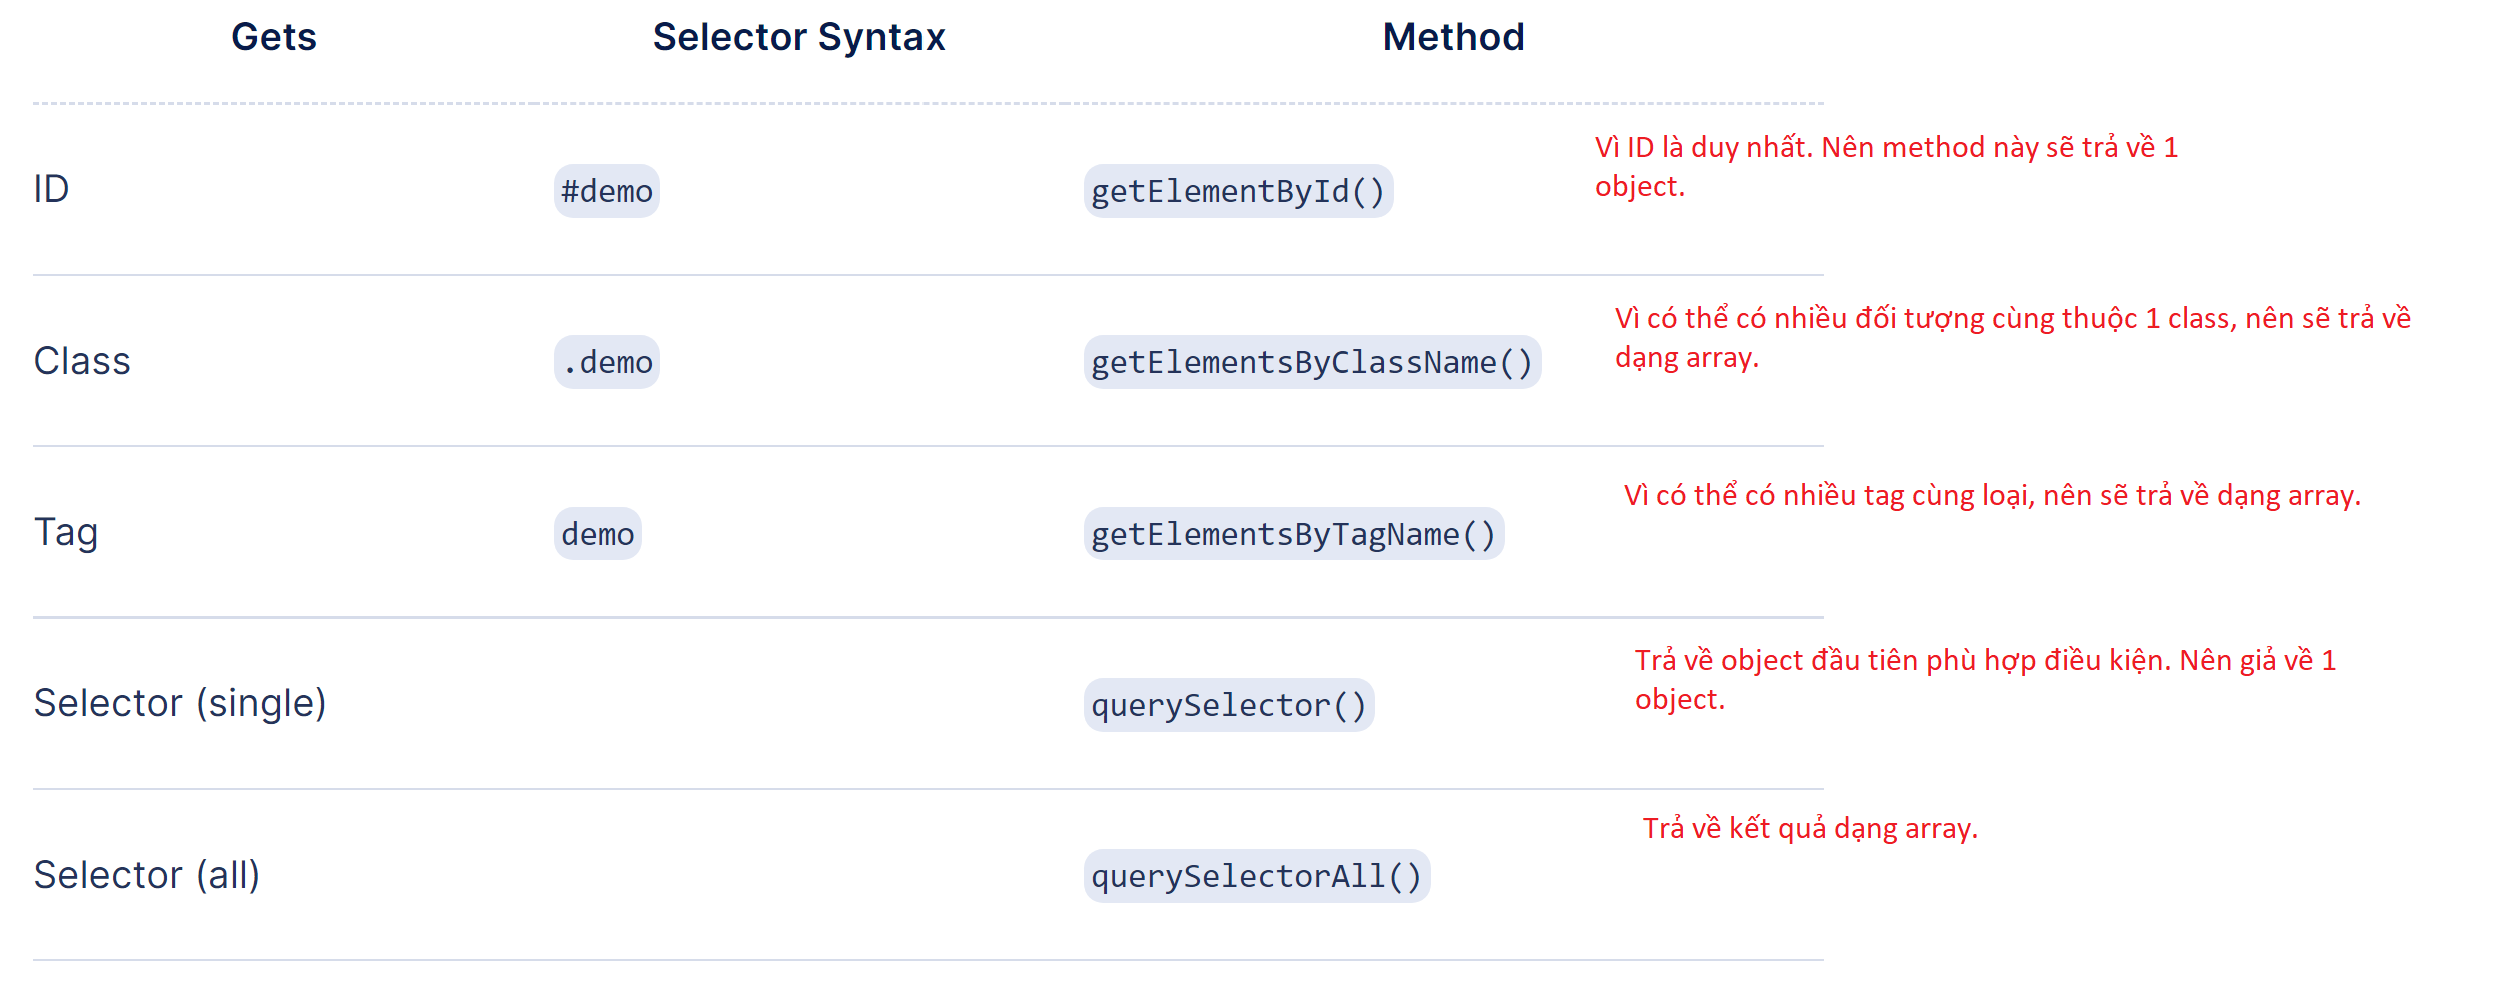 Gets Selector Syntax Method
Vì ID là duy nhất. Nên method này sẽ trả về 1
object.
ID #demo getElementById()
Vì có thể có nhiều đối tượng cùng thuộc 1 class, nên sẽ trả về
dạng array.
Class .demo getElementsByClassName()
Vì có thể có nhiều tag cùng loại, nên sẽ trả về dạng array.
Tag demo getElementsByTagName()
Trả về object đầu tiên phù hợp điều kiện. Nên giả về 1
object.
Selector (single) querySelector()
Trả về kết quả dạng array.
Selector (all) querySelectorAll()